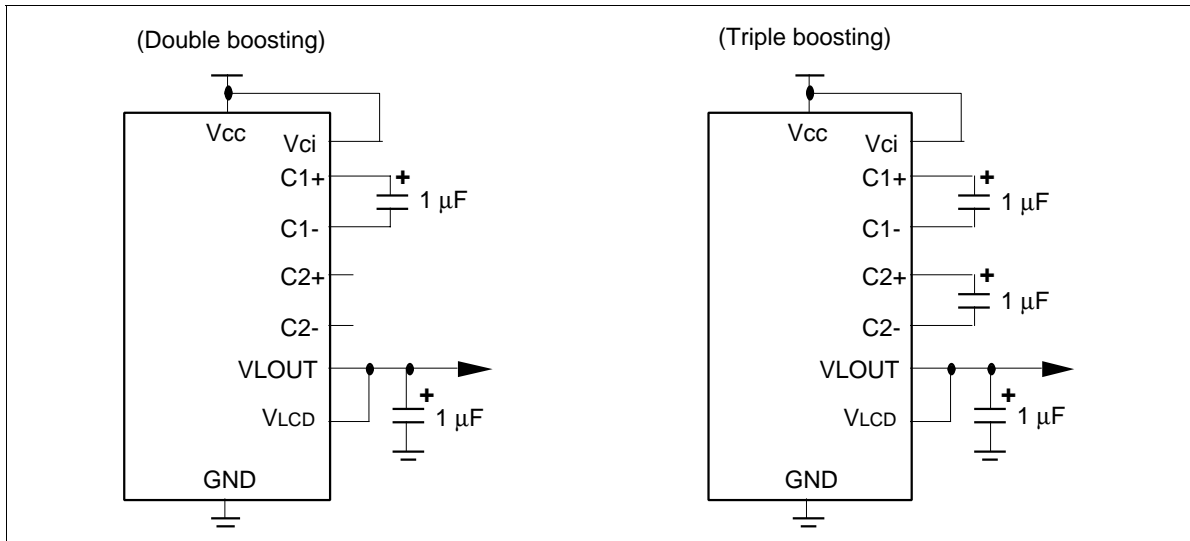 (Double boosting)
Vcc
Vci
C1+
+
1 μF
C1-
C2+
C2-
VLOUT
+
1 μF
VLCD
GND
(Triple boosting)
Vcc
Vci
C1+
+
1 μF
C1-
C2+
+
1 μF
C2-
VLOUT
+
1 μF
VLCD
GND